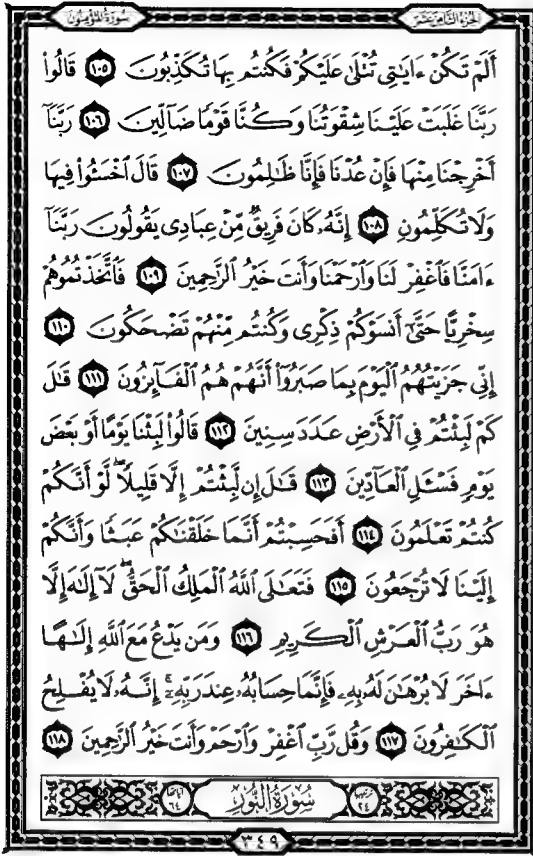 سورة المؤمنون الجزء الثامن عشر
أَلَمْ تَكُنْ ءَايَٰتِى تُتْلَىٰ عَلَيْكُمْ فَكُنتُم بِهَا تُكَذِّبُونَ ١٠٥ قَالُوا۟
رَبَّنَا غَلَبَتْ عَلَيْنَا شِقْوَتُنَا وَكُنَّا قَوْمًا ضَآلِّينَ ١٠٦ رَبَّنَآ
أَخْرِجْنَا مِنْهَا فَإِنْ عُدْنَا فَإِنَّا ظَٰلِمُونَ ١٠٧ قَالَ ٱخْسَـُٔوا۟ فِيهَا
وَلَا تُكَلِّمُونِ ١٠٨ إِنَّهُۥ كَانَ فَرِيقٌ مِّنْ عِبَادِى يَقُولُونَ رَبَّنَآ
ءَامَنَّا فَٱغْفِرْ لَنَا وَٱرْحَمْنَا وَأَنتَ خَيْرُ ٱلرَّٰحِمِينَ ١٠٩ فَٱتَّخَذْتُمُوهُمْ
سِخْرِيًّا حَتَّىٰٓ أَنسَوْكُمْ ذِكْرِى وَكُنتُم مِّنْهُمْ تَضْحَكُونَ ١١٠
إِنِّى جَزَيْتُهُمُ ٱلْيَوْمَ بِمَا صَبَرُوٓا۟ أَنَّهُمْ هُمُ ٱلْفَآئِزُونَ ١١١ قَٰلَ
كَمْ لَبِثْتُمْ فِى ٱلْأَرْضِ عَدَدَ سِنِينَ ١١٢ قَالُوا۟ لَبِثْنَا يَوْمًا أَوْ بَعْضَ
يَوْمٍ فَسْـَٔلِ ٱلْعَآدِّينَ ١١٣ قَٰلَ إِن لَّبِثْتُمْ إِلَّا قَلِيلًا ۖ لَّوْ أَنَّكُمْ
كُنتُمْ تَعْلَمُونَ ١١٤ أَفَحَسِبْتُمْ أَنَّمَا خَلَقْنَٰكُمْ عَبَثًا وَأَنَّكُمْ
إِلَيْنَا لَا تُرْجَعُونَ ١١٥ فَتَعَٰلَى ٱللَّهُ ٱلْمَلِكُ ٱلْحَقُّ ۖ لَآ إِلَٰهَ إِلَّا
هُوَ رَبُّ ٱلْعَرْشِ ٱلْكَرِيمِ ١١٦ وَمَن يَدْعُ مَعَ ٱللَّهِ إِلَٰهًا
ءَاخَرَ لَا بُرْهَٰنَ لَهُۥ بِهِۦ فَإِنَّمَا حِسَابُهُۥ عِندَ رَبِّهِۦٓ ۚ إِنَّهُۥ لَا يُفْلِحُ
ٱلْكَٰفِرُونَ ١١٧ وَقُل رَّبِّ ٱغْفِرْ وَٱرْحَمْ وَأَنتَ خَيْرُ ٱلرَّٰحِمِينَ ١١٨
ترتيبها ٢٤ سُورَةُ النُّورِ آياتها ٦٤
٣٤٩